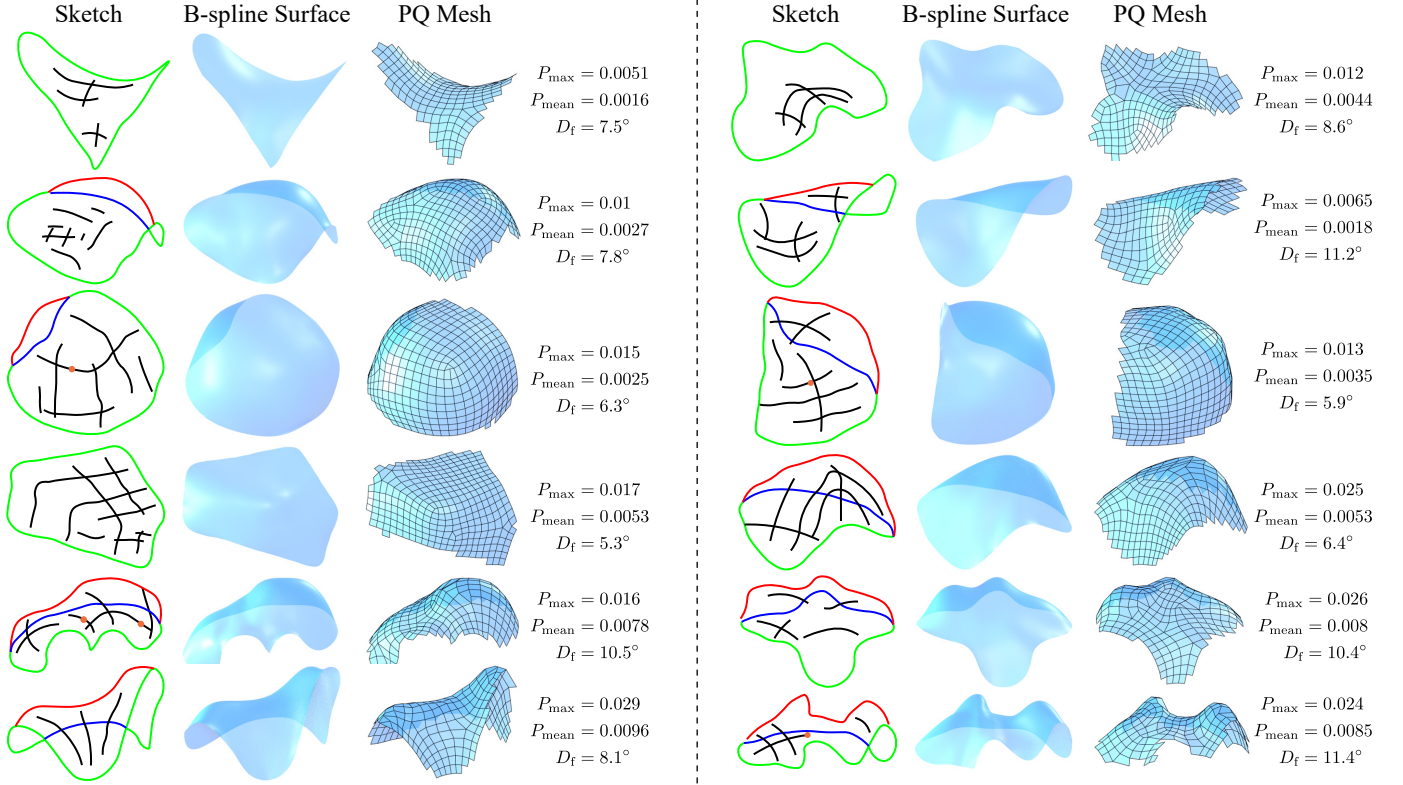 Sketch B-spline Surface PQ Mesh
P_max = 0.0051
P_mean = 0.0016
D_f = 7.5°
P_max = 0.01
P_mean = 0.0027
D_f = 7.8°
P_max = 0.015
P_mean = 0.0025
D_f = 6.3°
P_max = 0.017
P_mean = 0.0053
D_f = 5.3°
P_max = 0.016
P_mean = 0.0078
D_f = 10.5°
P_max = 0.029
P_mean = 0.0096
D_f = 8.1°
Sketch B-spline Surface PQ Mesh
P_max = 0.012
P_mean = 0.0044
D_f = 8.6°
P_max = 0.0065
P_mean = 0.0018
D_f = 11.2°
P_max = 0.013
P_mean = 0.0035
D_f = 5.9°
P_max = 0.025
P_mean = 0.0053
D_f = 6.4°
P_max = 0.026
P_mean = 0.008
D_f = 10.4°
P_max = 0.024
P_mean = 0.0085
D_f = 11.4°